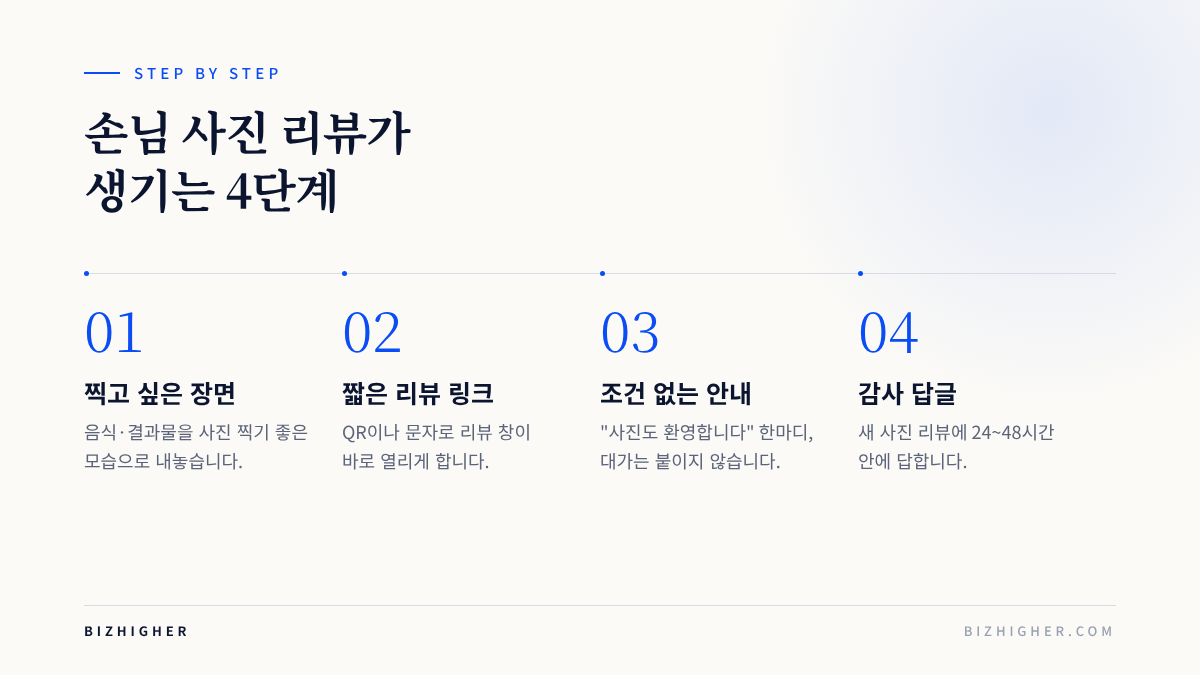 STEP BY STEP
손님 사진 리뷰가
생기는 4단계
01
찍고 싶은 장면
음식·결과물을 사진 찍기 좋은
모습으로 내놓습니다.
02
짧은 리뷰 링크
QR이나 문자로 리뷰 창이
바로 열리게 합니다.
03
조건 없는 안내
"사진도 환영합니다" 한마디,
대가는 붙이지 않습니다.
04
감사 답글
새 사진 리뷰에 24~48시간
안에 답합니다.
BIZHIGHER
BIZHIGHER.COM